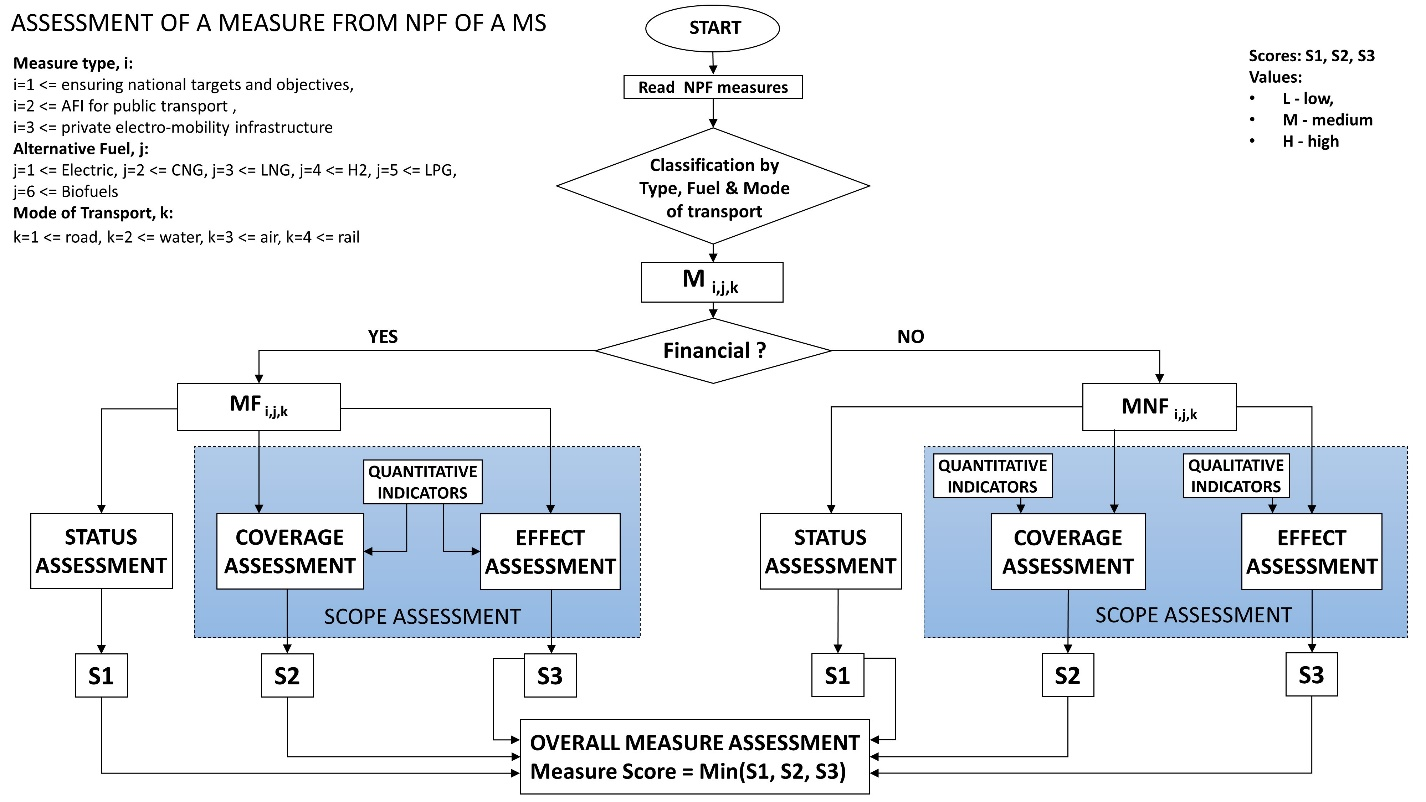 ASSESSMENT OF A MEASURE FROM NPF OF A MS
Measure type, i:
i=1 <= ensuring national targets and objectives,
i=2 <= AFI for public transport ,
i=3 <= private electro-mobility infrastructure
Alternative Fuel, j:
j=1 <= Electric, j=2 <= CNG, j=3 <= LNG, j=4 <= H2, j=5 <= LPG,
j=6 <= Biofuels
Mode of Transport, k:
k=1 <= road, k=2 <= water, k=3 <= air, k=4 <= rail
Scores: S1, S2, S3
Values:
• L - low,
• M - medium
• H - high
START
Read NPF measures
Classification by
Type, Fuel & Mode
of transport
M i,j,k
Financial ?
YES
NO
MF i,j,k
QUANTITATIVE
INDICATORS
STATUS
ASSESSMENT
COVERAGE
ASSESSMENT
EFFECT
ASSESSMENT
SCOPE ASSESSMENT
S1
S2
S3
MNF i,j,k
QUANTITATIVE
INDICATORS
QUALITATIVE
INDICATORS
STATUS
ASSESSMENT
COVERAGE
ASSESSMENT
EFFECT
ASSESSMENT
SCOPE ASSESSMENT
S1
S2
S3
OVERALL MEASURE ASSESSMENT
Measure Score = Min(S1, S2, S3)